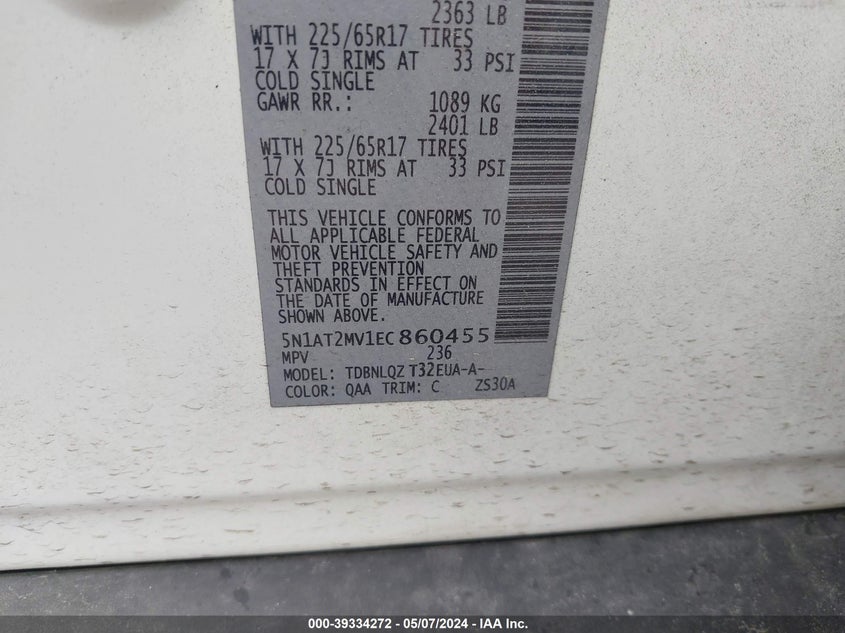 2363 LB
WITH 225/65R17 TIRES
17 X 7J RIMS AT 33 PSI
COLD SINGLE
GAWR RR.: 1089 KG
2401 LB
WITH 225/65R17 TIRES
17 X 7J RIMS AT 33 PSI
COLD SINGLE
THIS VEHICLE CONFORMS TO
ALL APPLICABLE FEDERAL
MOTOR VEHICLE SAFETY AND
THEFT PREVENTION
STANDARDS IN EFFECT ON
THE DATE OF MANUFACTURE
SHOWN ABOVE.
5N1AT2MV1EC860455
MPV 236
MODEL: TDBNLQZ T32EUA-A-
COLOR: QAA TRIM: C ZS30A
000-39334272 - 05/07/2024 - IAA Inc.